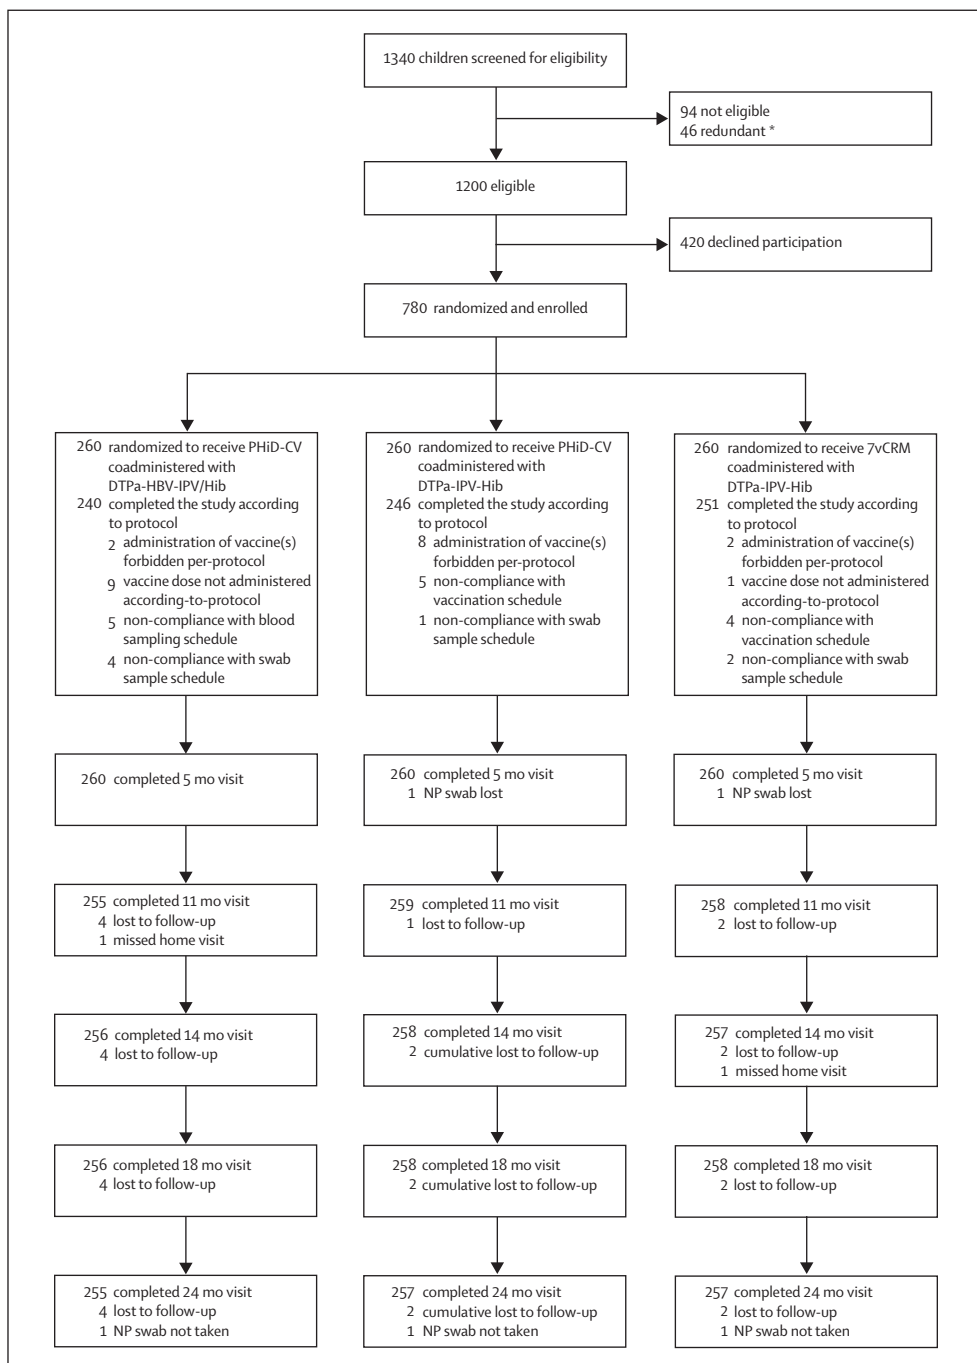 1340 children screened for eligibility
94 not eligible
46 redundant *
1200 eligible
420 declined participation
780 randomized and enrolled
260 randomized to receive PHiD-CV
coadministered with
DTPa-HBV-IPV/Hib
240 completed the study according
to protocol
2 administration of vaccine(s)
forbidden per-protocol
9 vaccine dose not administered
according-to-protocol
5 non-compliance with blood
sampling schedule
4 non-compliance with swab
sample schedule
260 randomized to receive PHiD-CV
coadministered with
DTPa-IPV-Hib
246 completed the study according
to protocol
8 administration of vaccine(s)
forbidden per-protocol
5 non-compliance with
vaccination schedule
1 non-compliance with swab
sample schedule
260 randomized to receive 7vCRM
coadministered with
DTPa-IPV-Hib
251 completed the study according
to protocol
2 administration of vaccine(s)
forbidden per-protocol
1 vaccine dose not administered
according-to-protocol
4 non-compliance with
vaccination schedule
2 non-compliance with swab
sample schedule
260 completed 5 mo visit
260 completed 5 mo visit
1 NP swab lost
260 completed 5 mo visit
1 NP swab lost
255 completed 11 mo visit
4 lost to follow-up
1 missed home visit
259 completed 11 mo visit
1 lost to follow-up
258 completed 11 mo visit
2 lost to follow-up
256 completed 14 mo visit
4 lost to follow-up
258 completed 14 mo visit
2 cumulative lost to follow-up
257 completed 14 mo visit
2 lost to follow-up
1 missed home visit
256 completed 18 mo visit
4 lost to follow-up
258 completed 18 mo visit
2 cumulative lost to follow-up
258 completed 18 mo visit
2 lost to follow-up
255 completed 24 mo visit
4 lost to follow-up
1 NP swab not taken
257 completed 24 mo visit
2 cumulative lost to follow-up
1 NP swab not taken
257 completed 24 mo visit
2 lost to follow-up
1 NP swab not taken